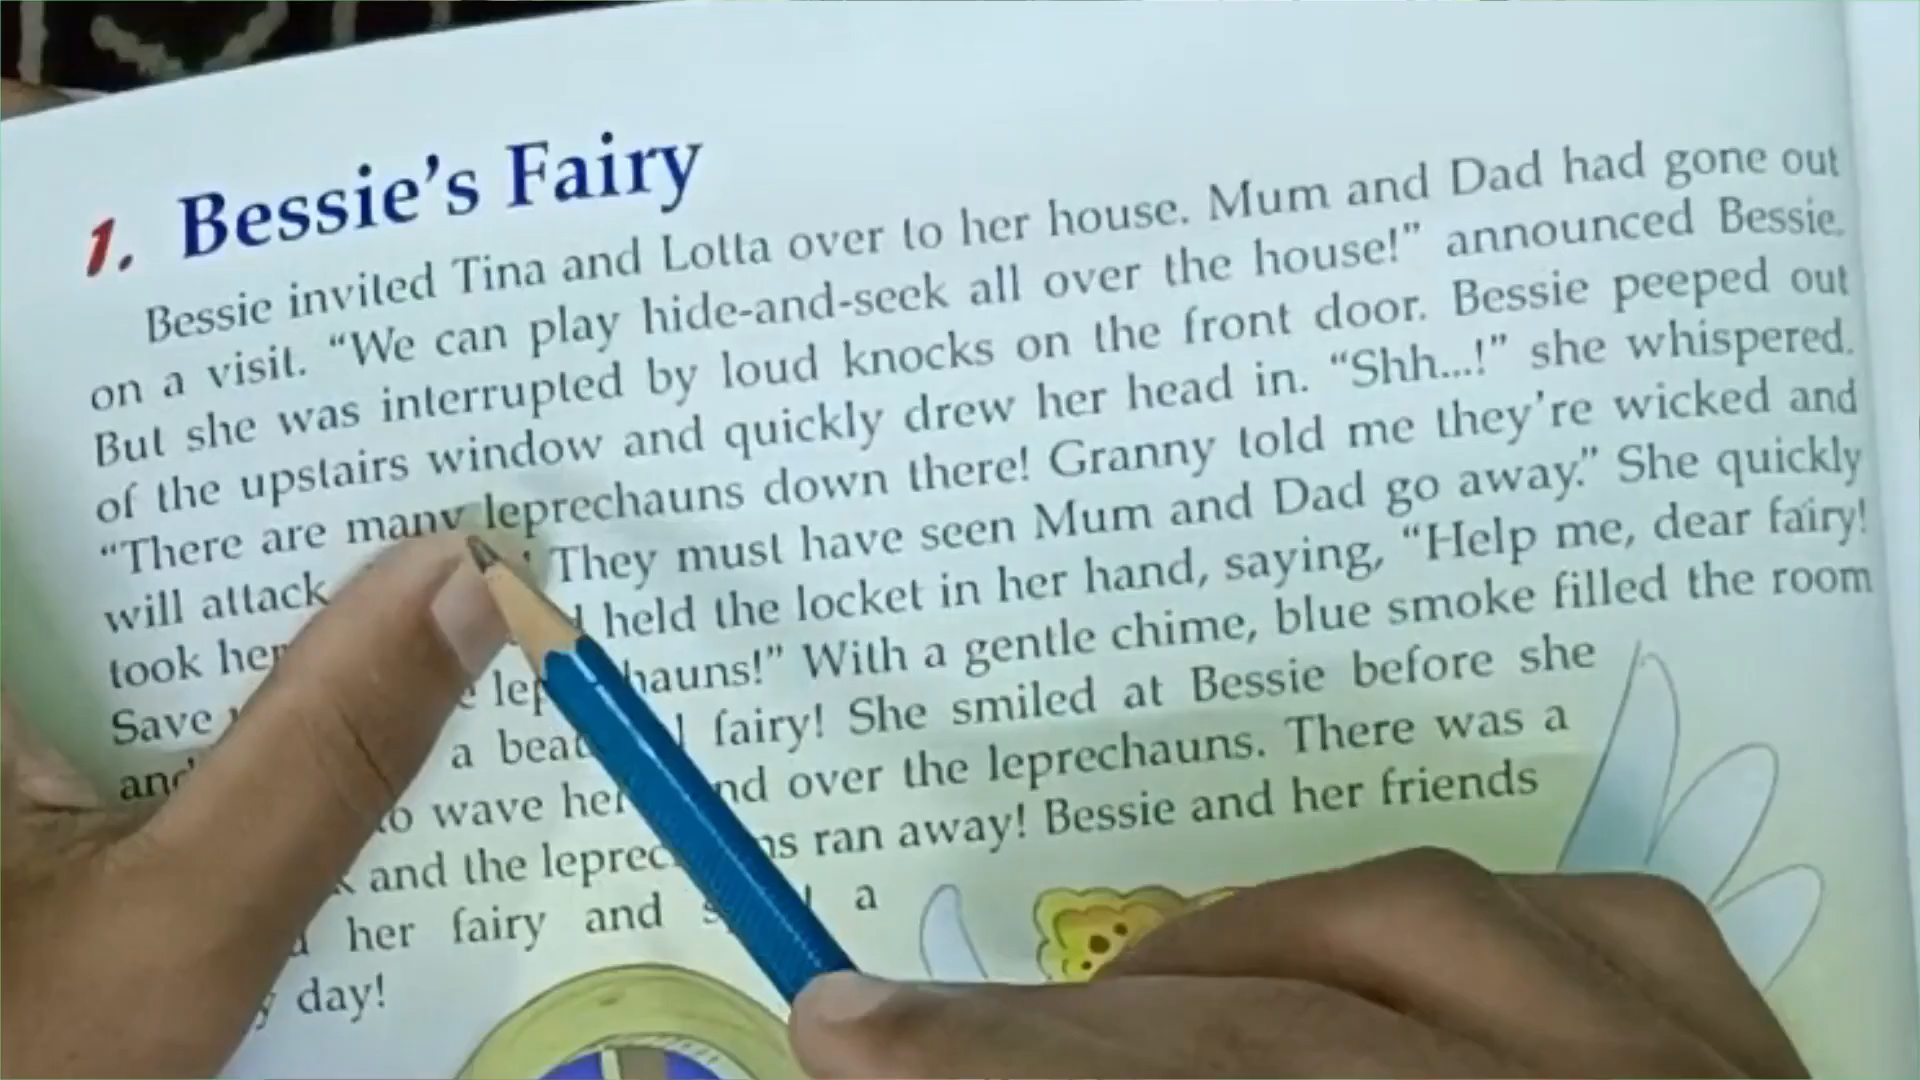 1. Bessie's Fairy
Bessie invited Tina and Lotta over to her house. Mum and Dad had gone out
on a visit. “We can play hide-and-seek all over the house!” announced Bessie.
But she was interrupted by loud knocks on the front door. Bessie peeped out
of the upstairs window and quickly drew her head in. “Shh...!” she whispered.
“There are many leprechauns down there! Granny told me they're wicked and
will attack They must have seen Mum and Dad go away.” She quickly
took her held the locket in her hand, saying, “Help me, dear fairy!
Save hauns!” With a gentle chime, blue smoke filled the room
and a fairy! She smiled at Bessie before she
wave over the leprechauns. There was a
and the ran away! Bessie and her friends
her fairy and a
day!